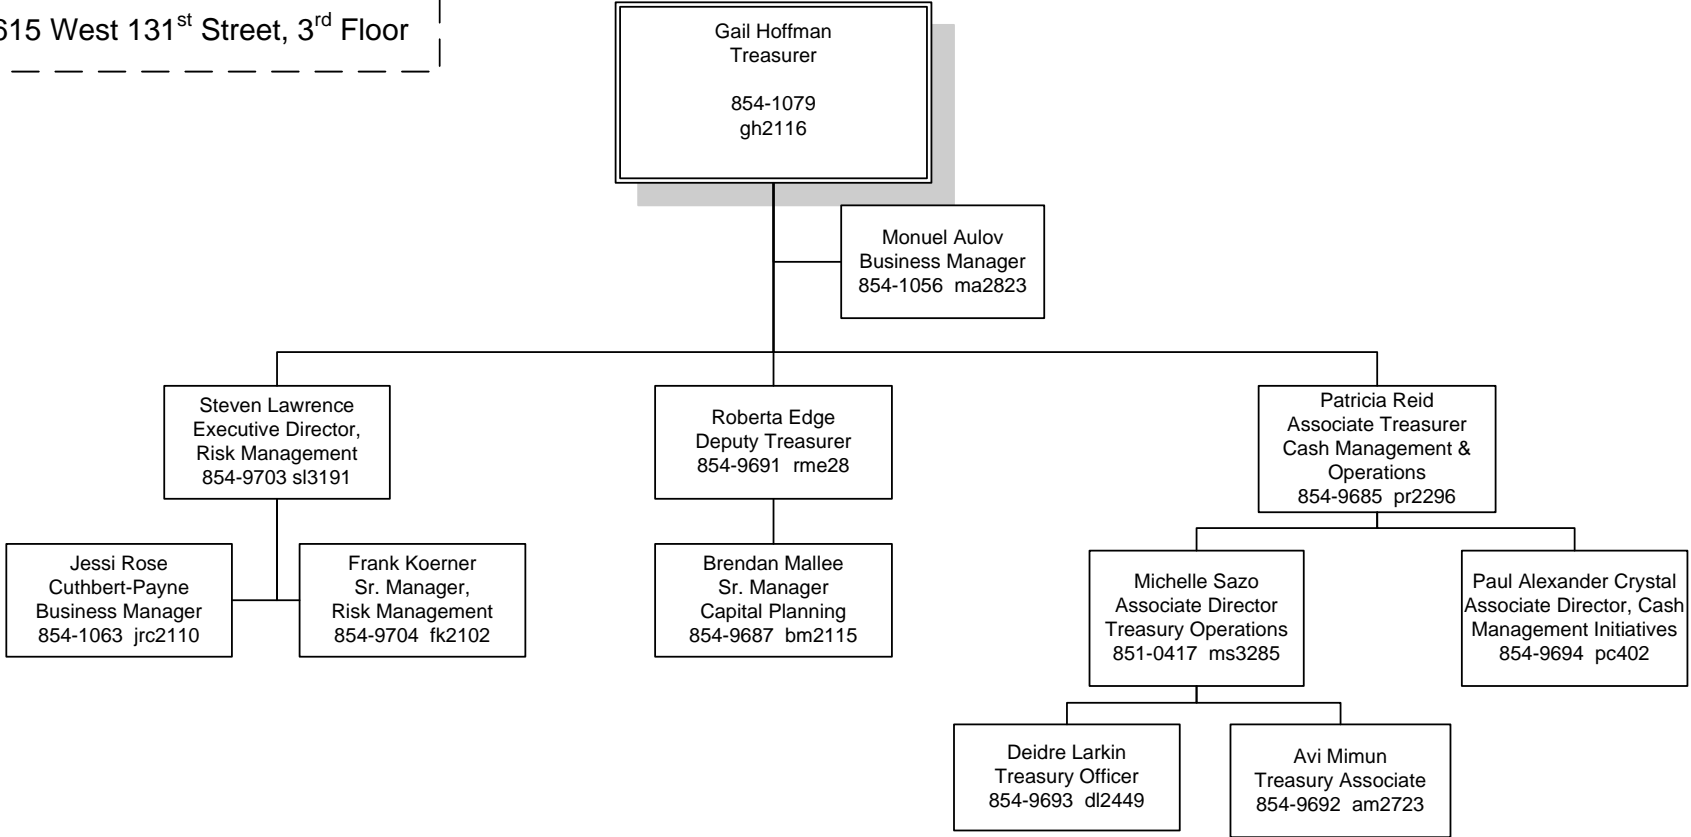 615 West 131st Street, 3rd Floor
Gail Hoffman
Treasurer
854-1079
gh2116
Monuel Aulov
Business Manager
854-1056 ma2823
Steven Lawrence
Executive Director,
Risk Management
854-9703 sl3191
Roberta Edge
Deputy Treasurer
854-9691 rme28
Patricia Reid
Associate Treasurer
Cash Management &
Operations
854-9685 pr2296
Jessi Rose
Cuthbert-Payne
Business Manager
854-1063 jrc2110
Frank Koerner
Sr. Manager,
Risk Management
854-9704 fk2102
Brendan Mallee
Sr. Manager
Capital Planning
854-9687 bm2115
Michelle Sazo
Associate Director
Treasury Operations
851-0417 ms3285
Paul Alexander Crystal
Associate Director, Cash
Management Initiatives
854-9694 pc402
Deidre Larkin
Treasury Officer
854-9693 dl2449
Avi Mimun
Treasury Associate
854-9692 am2723